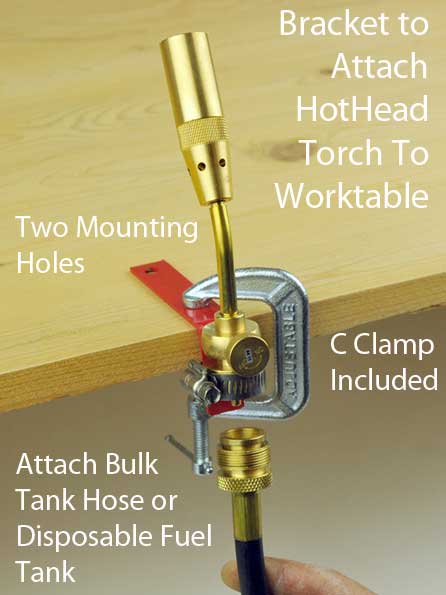 Bracket to
Attach
HotHead
Torch To
Worktable
Two Mounting
Holes
ADJUSTABLE
C Clamp
Included
Attach Bulk
Tank Hose or
Disposable Fuel
Tank